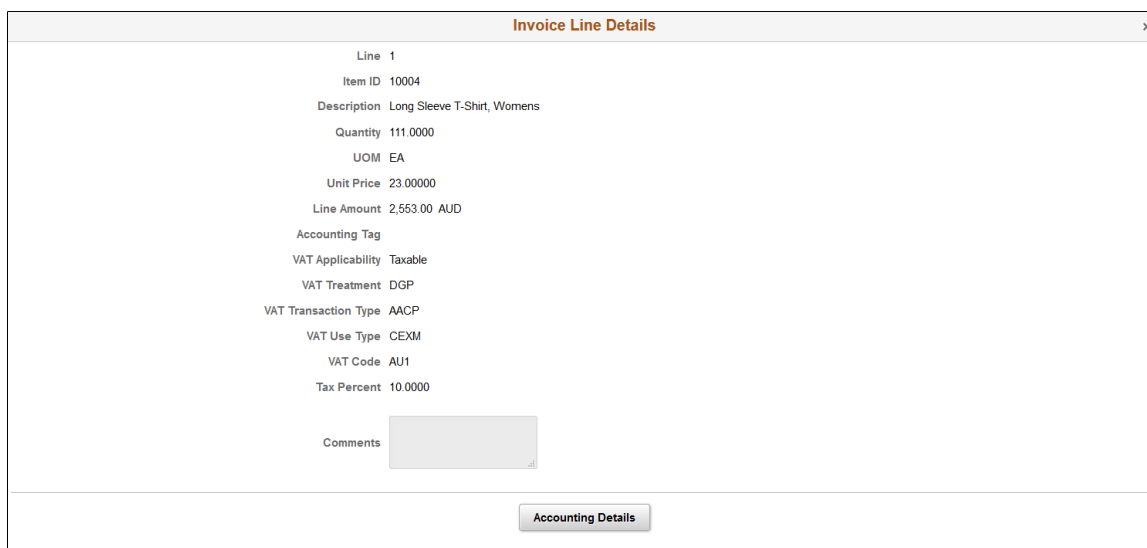 Invoice Line Details
Line 1
Item ID 10004
Description Long Sleeve T-Shirt, Womens
Quantity 111.0000
UOM EA
Unit Price 23.00000
Line Amount 2,553.00 AUD
Accounting Tag
VAT Applicability Taxable
VAT Treatment DGP
VAT Transaction Type AACP
VAT Use Type CEXM
VAT Code AU1
Tax Percent 10.0000
Comments
Accounting Details